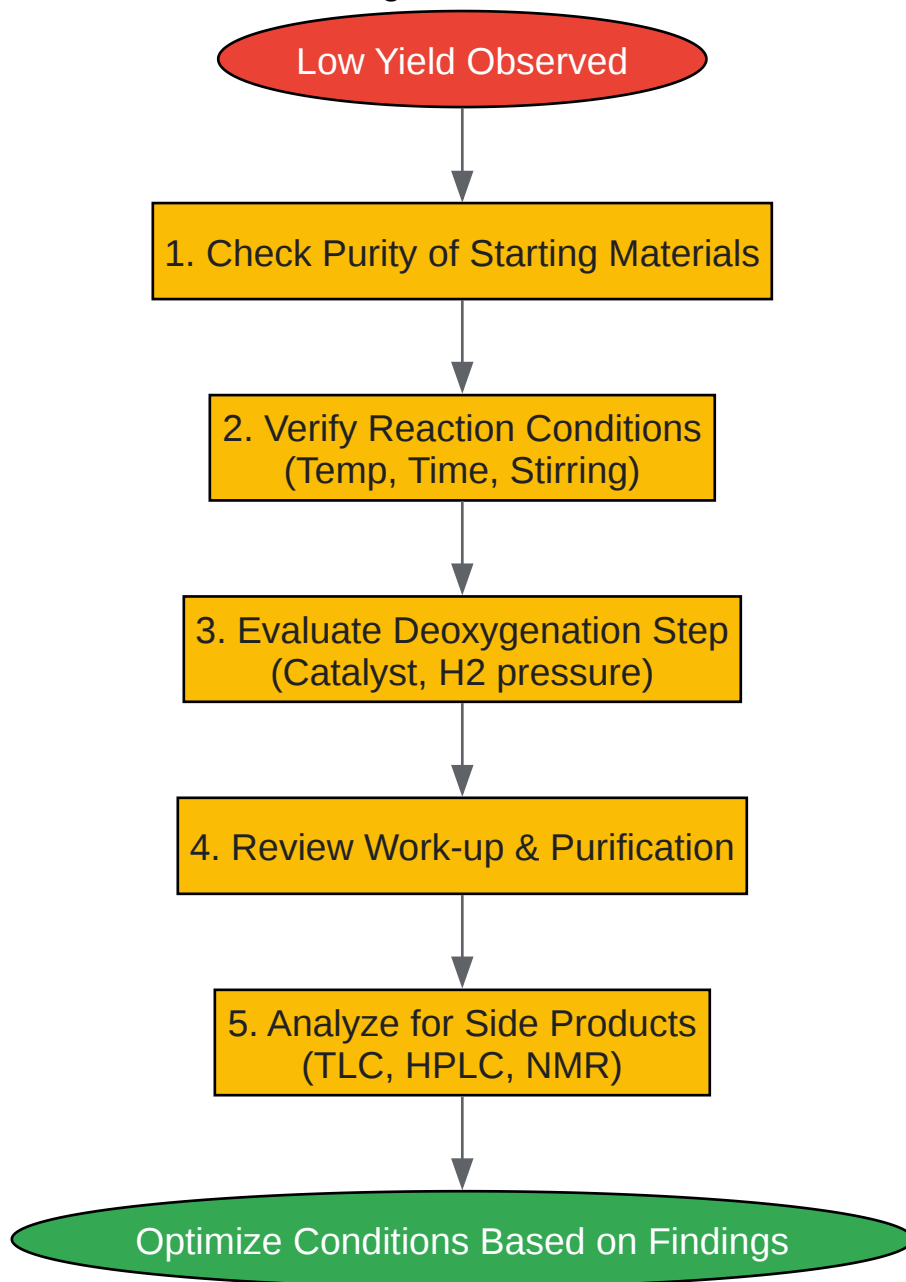 Low Yield Observed
1. Check Purity of Starting Materials
2. Verify Reaction Conditions
(Temp, Time, Stirring)
3. Evaluate Deoxygenation Step
(Catalyst, H2 pressure)
4. Review Work-up & Purification
5. Analyze for Side Products
(TLC, HPLC, NMR)
Optimize Conditions Based on Findings